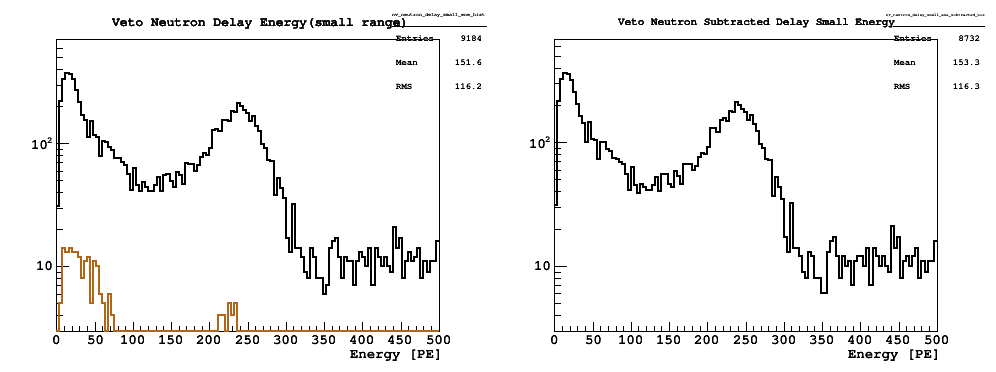 Veto Neutron Delay Energy(small range)
nv_neutron_delay_small_ene_hist
Entries 9184
Mean 151.6
RMS 116.2
10²
10
0 50 100 150 200 250 300 350 400 450 500
Energy [PE]
Veto Neutron Subtracted Delay Small Energy
Entries 8732
Mean 153.3
RMS 116.3
10²
10
0 50 100 150 200 250 300 350 400 450 500
Energy [PE]